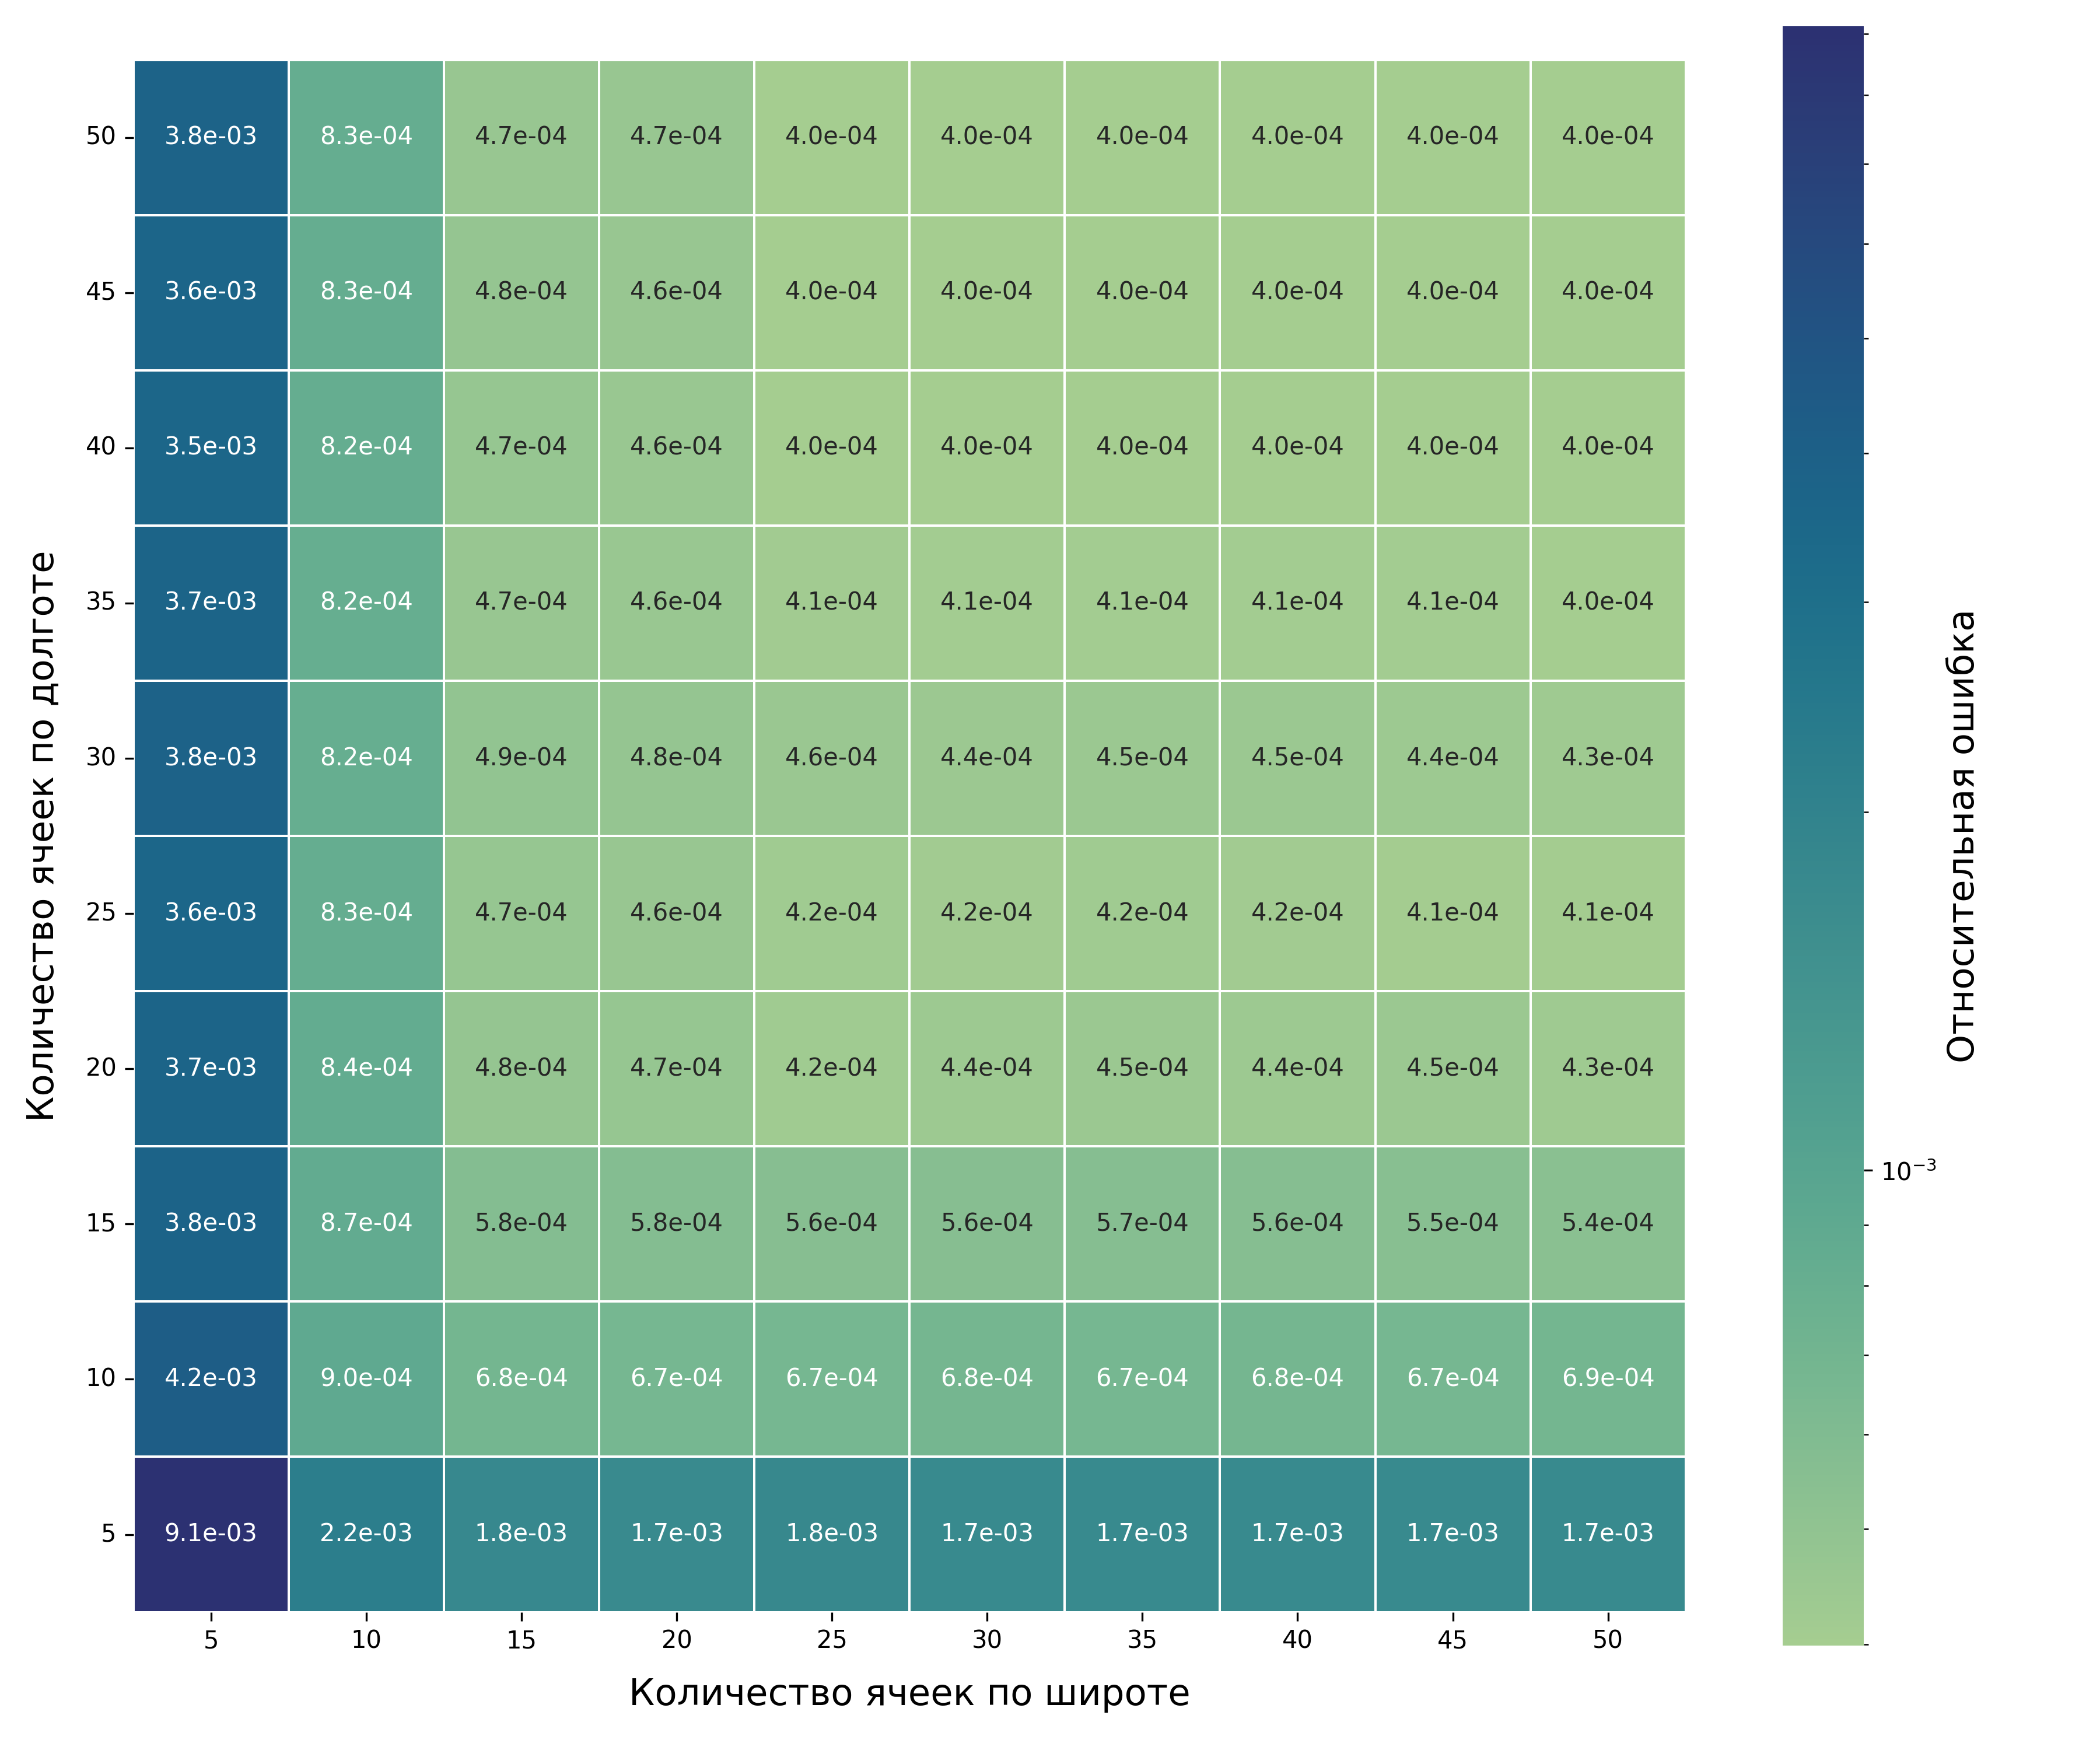 50 3.8e-03 8.3e-04 4.7e-04 4.7e-04 4.0e-04 4.0e-04 4.0e-04 4.0e-04 4.0e-04 4.0e-04
45 3.6e-03 8.3e-04 4.8e-04 4.6e-04 4.0e-04 4.0e-04 4.0e-04 4.0e-04 4.0e-04 4.0e-04
40 3.5e-03 8.2e-04 4.7e-04 4.6e-04 4.0e-04 4.0e-04 4.0e-04 4.0e-04 4.0e-04 4.0e-04
35 3.7e-03 8.2e-04 4.7e-04 4.6e-04 4.1e-04 4.1e-04 4.1e-04 4.1e-04 4.1e-04 4.0e-04
30 3.8e-03 8.2e-04 4.9e-04 4.8e-04 4.6e-04 4.4e-04 4.5e-04 4.5e-04 4.4e-04 4.3e-04
25 3.6e-03 8.3e-04 4.7e-04 4.6e-04 4.2e-04 4.2e-04 4.2e-04 4.2e-04 4.1e-04 4.1e-04
20 3.7e-03 8.4e-04 4.8e-04 4.7e-04 4.2e-04 4.4e-04 4.5e-04 4.4e-04 4.5e-04 4.3e-04
15 3.8e-03 8.7e-04 5.8e-04 5.8e-04 5.6e-04 5.6e-04 5.7e-04 5.6e-04 5.5e-04 5.4e-04
10 4.2e-03 9.0e-04 6.8e-04 6.7e-04 6.7e-04 6.8e-04 6.7e-04 6.8e-04 6.7e-04 6.9e-04
5 9.1e-03 2.2e-03 1.8e-03 1.7e-03 1.8e-03 1.7e-03 1.7e-03 1.7e-03 1.7e-03 1.7e-03
5 10 15 20 25 30 35 40 45 50
Количество ячеек по широте
Количество ячеек по долготе
10⁻³
Относительная ошибка